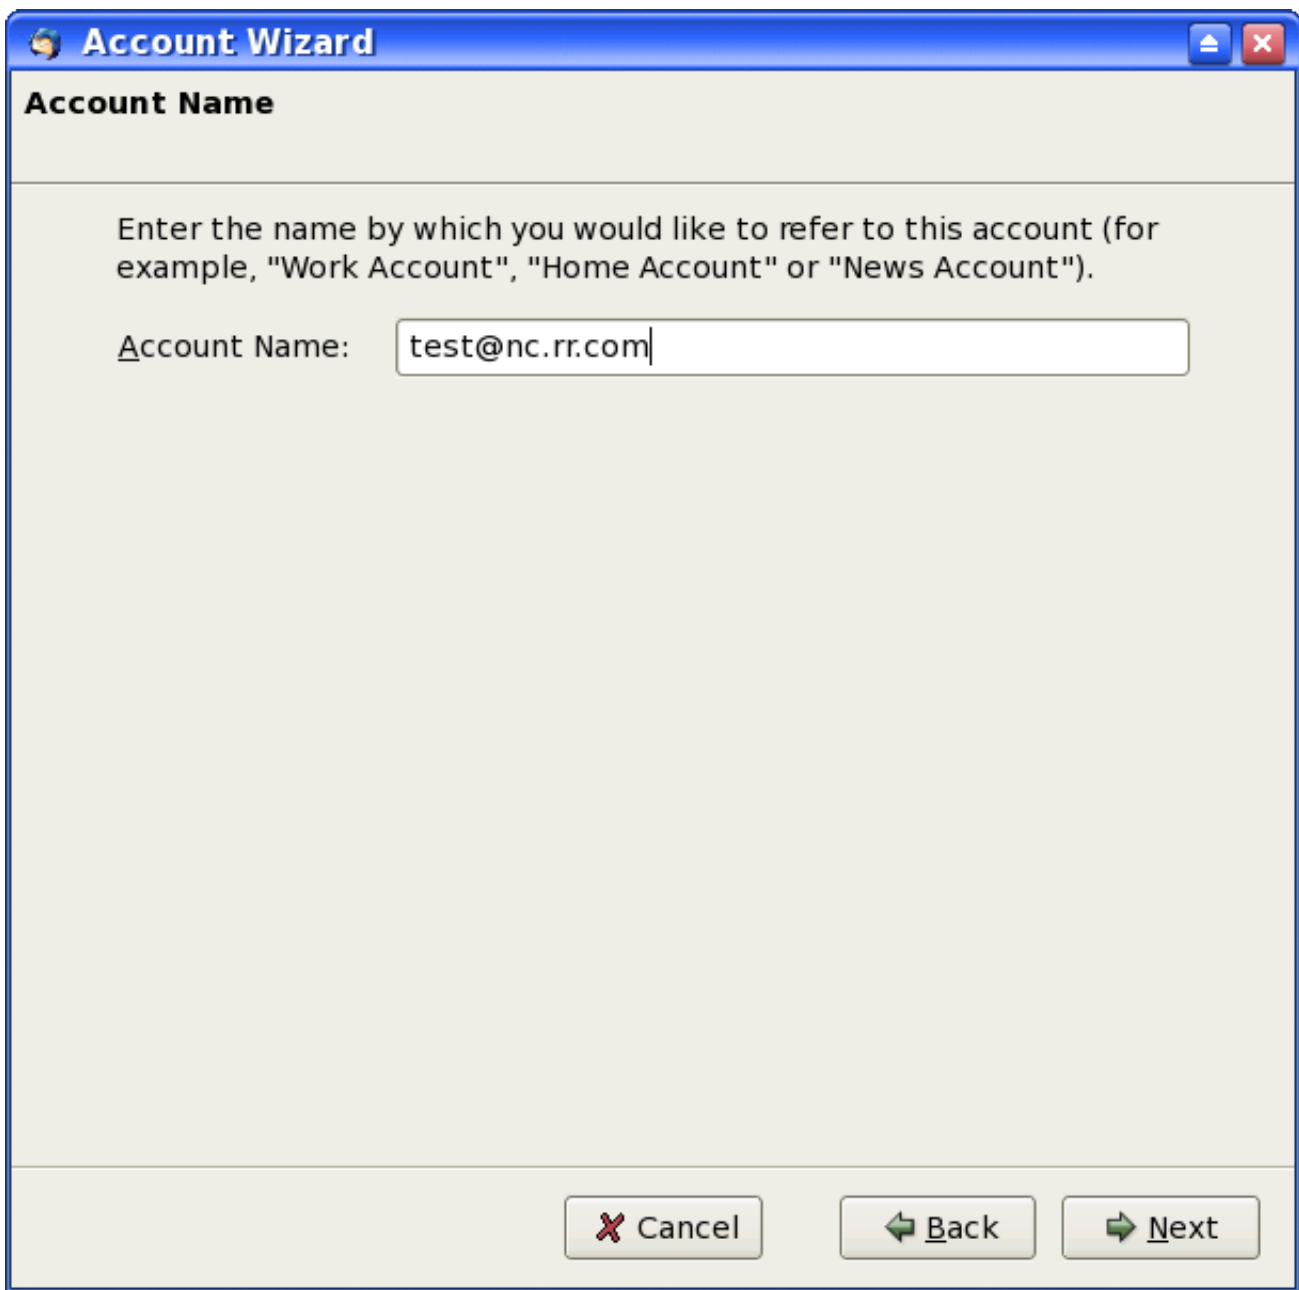 Account Wizard
Account Name
Enter the name by which you would like to refer to this account (for
example, "Work Account", "Home Account" or "News Account").
Account Name: test@nc.rr.com
Cancel Back Next